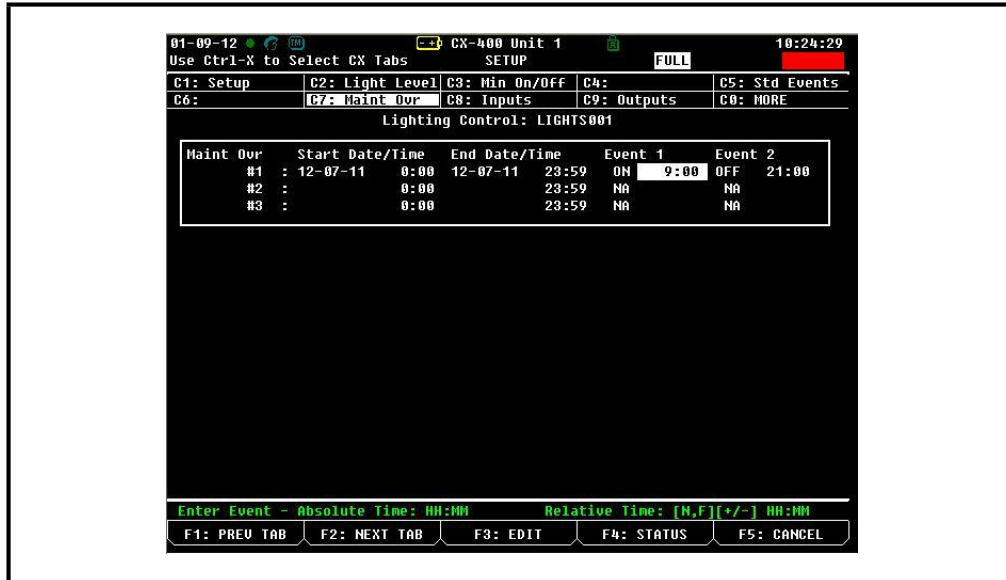 01-09-12 CX-400 Unit 1 10:24:29
Use Ctrl-X to Select CX Tabs SETUP FULL
C1: Setup C2: Light Level C3: Min On/Off C4: C5: Std Events
C6: C7: Maint Ovr C8: Inputs C9: Outputs C0: MORE
Lighting Control: LIGHTS001
Maint Ovr Start Date/Time End Date/Time Event 1 Event 2
#1 : 12-07-11 0:00 12-07-11 23:59 ON 9:00 OFF 21:00
#2 : 0:00 23:59 NA NA
#3 : 0:00 23:59 NA NA
Enter Event - Absolute Time: HH:MM Relative Time: [N,F][+/-] HH:MM
F1: PREV TAB F2: NEXT TAB F3: EDIT F4: STATUS F5: CANCEL